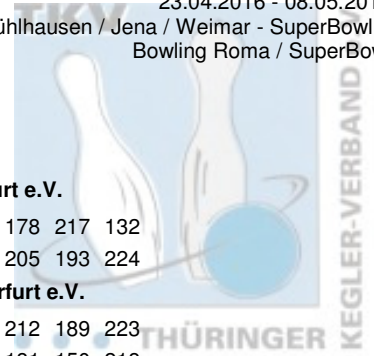 23.04.2016 - 08.05.201
ühlhausen / Jena / Weimar - SuperBowl
Bowling Roma / SuperBow
TKV
urt e.V.
178 217 132
205 193 224
rfurt e.V.
212 189 223
THÜRINGER KEGLER-VERBAND